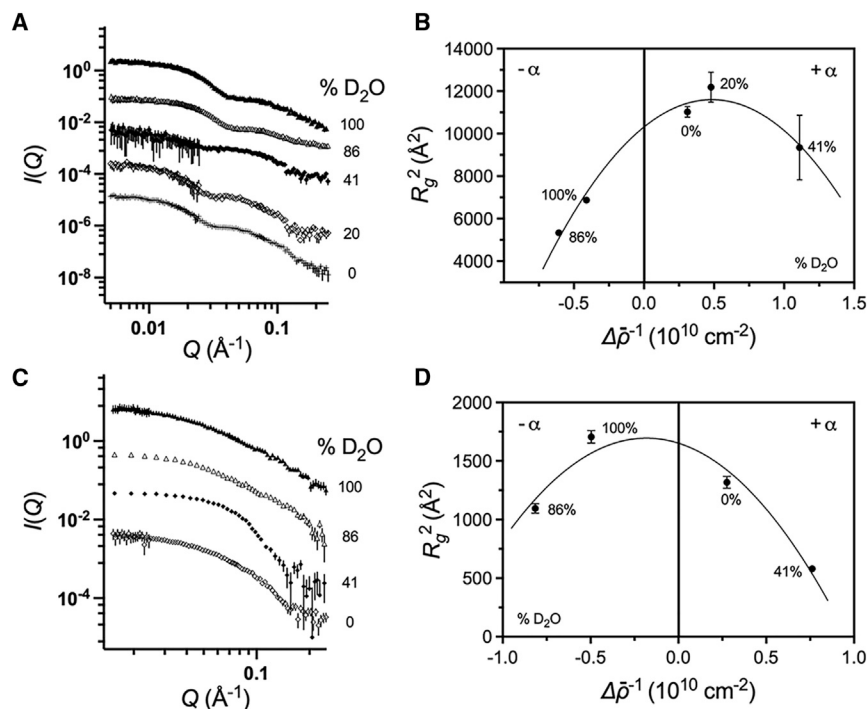 A
% D₂O
10⁰
10⁻²
10⁻⁴
10⁻⁶
10⁻⁸
I(Q)
100
86
41
20
0
0.01
0.1
Q (Å⁻¹)
B
14000
12000
10000
8000
6000
4000
Rg² (Å²)
- α
+ α
20%
0%
41%
100%
86%
% D₂O
-0.5
0.0
0.5
1.0
1.5
Δρ̄⁻¹ (10¹⁰ cm⁻²)
C
% D₂O
10⁰
10⁻²
10⁻⁴
I(Q)
100
86
41
0
0.1
Q (Å⁻¹)
D
2000
1500
1000
500
0
Rg² (Å²)
- α
+ α
100%
86%
0%
41%
% D₂O
-1.0
-0.5
0.0
0.5
1.0
Δρ̄⁻¹ (10¹⁰ cm⁻²)